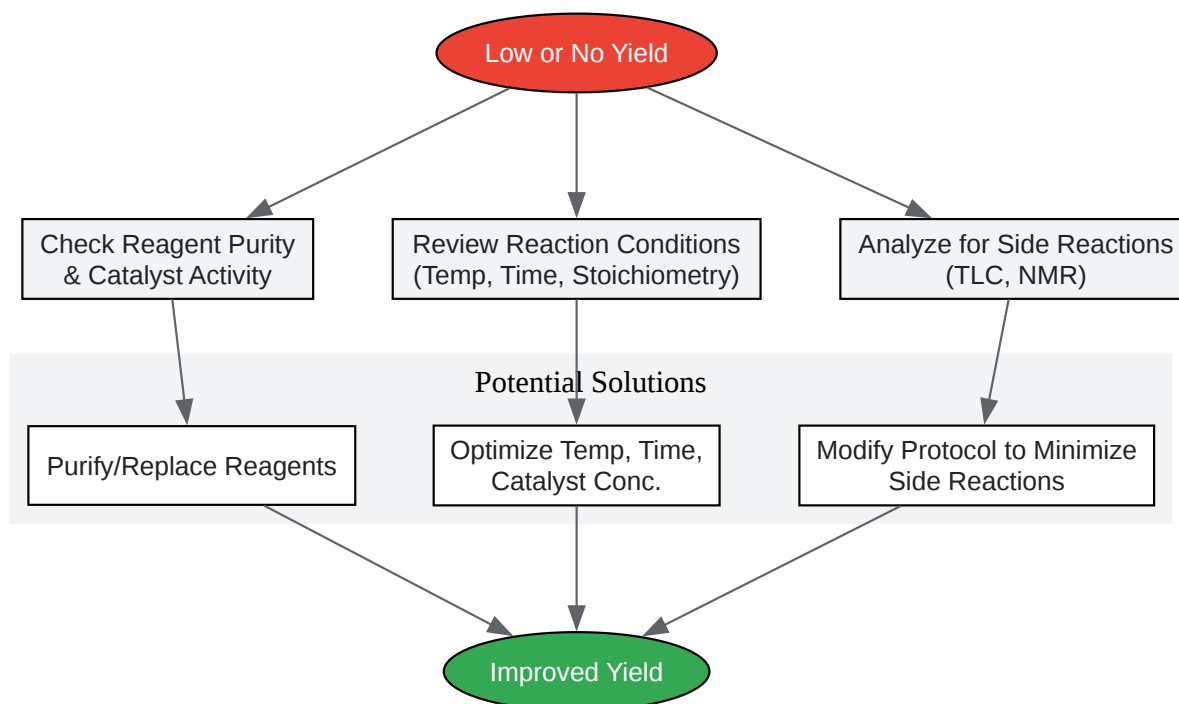 Low or No Yield
Check Reagent Purity
& Catalyst Activity
Review Reaction Conditions
(Temp, Time, Stoichiometry)
Analyze for Side Reactions
(TLC, NMR)
Potential Solutions
Purify/Replace Reagents
Optimize Temp, Time,
Catalyst Conc.
Modify Protocol to Minimize
Side Reactions
Improved Yield